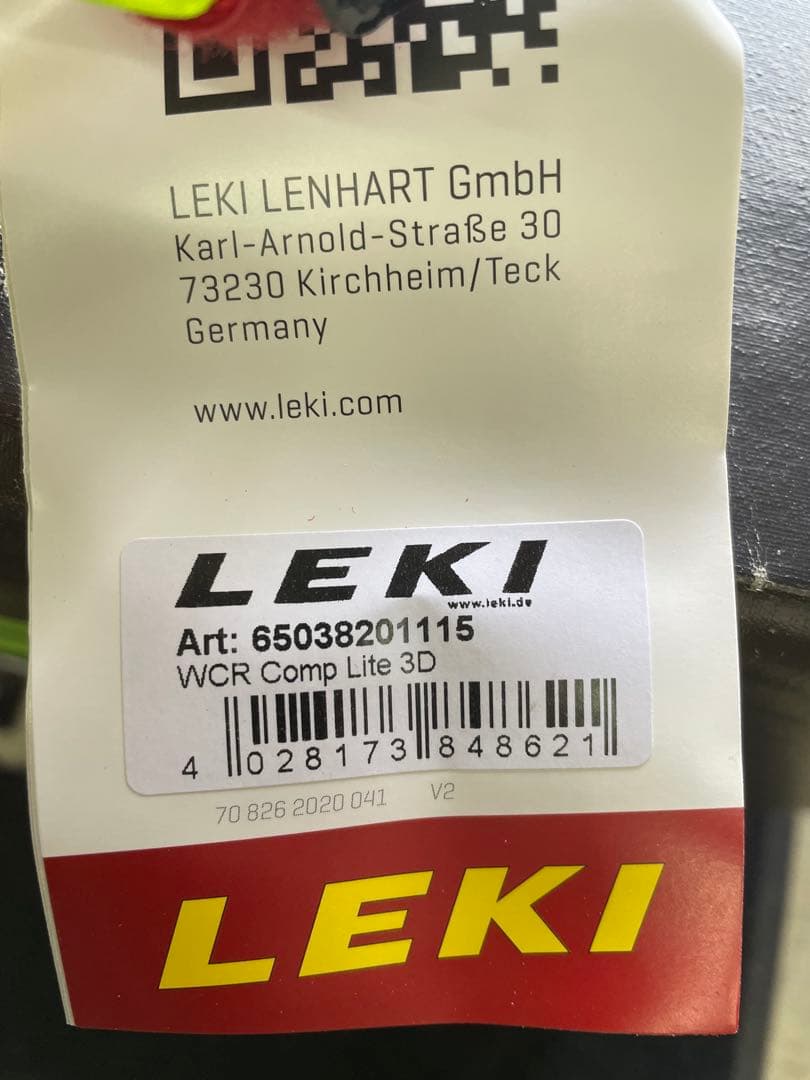 LEKI LENHART GmbH
Karl-Arnold-Straße 30
73230 Kirchheim/Teck
Germany
www.leki.com
LEKI
www.leki.de
Art: 65038201115
WCR Comp Lite 3D
4 028173 848621
70 826 2020 041 V2
LEKI